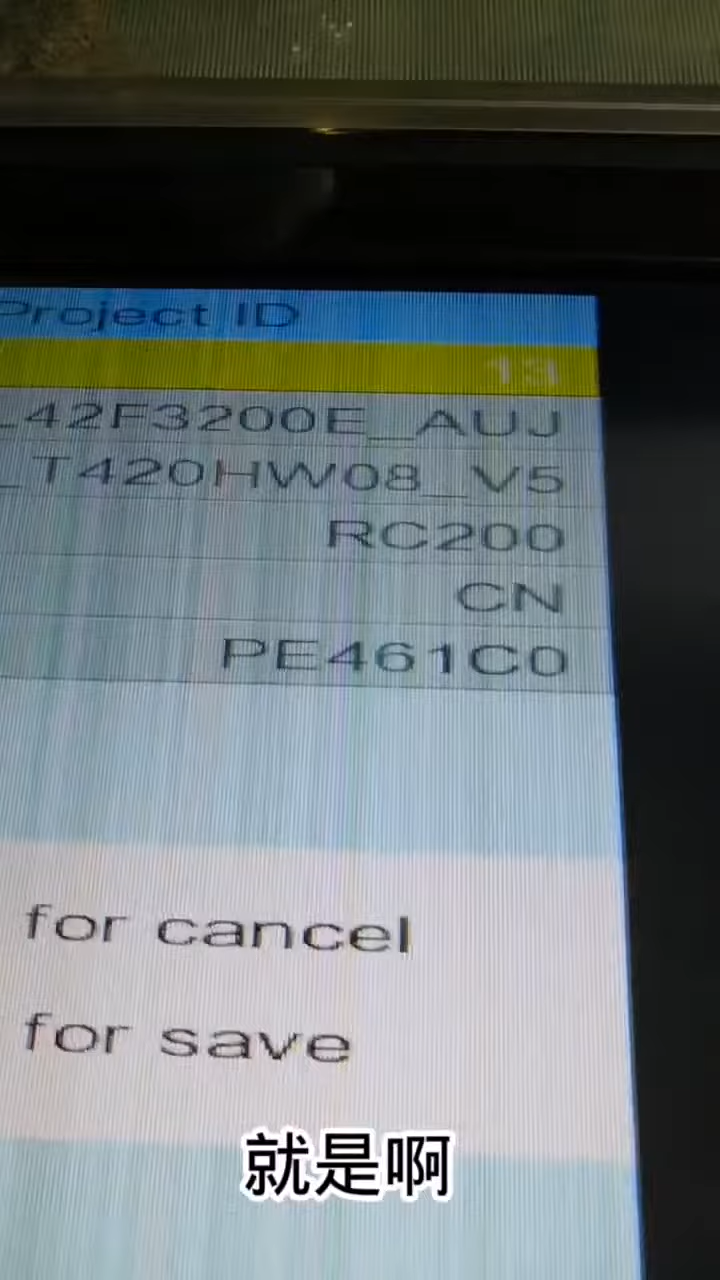 Project ID
13
L42F3200E_AUJ
_T420HW08_V5
RC200
CN
PE461C0
for cancel
for save
就是啊